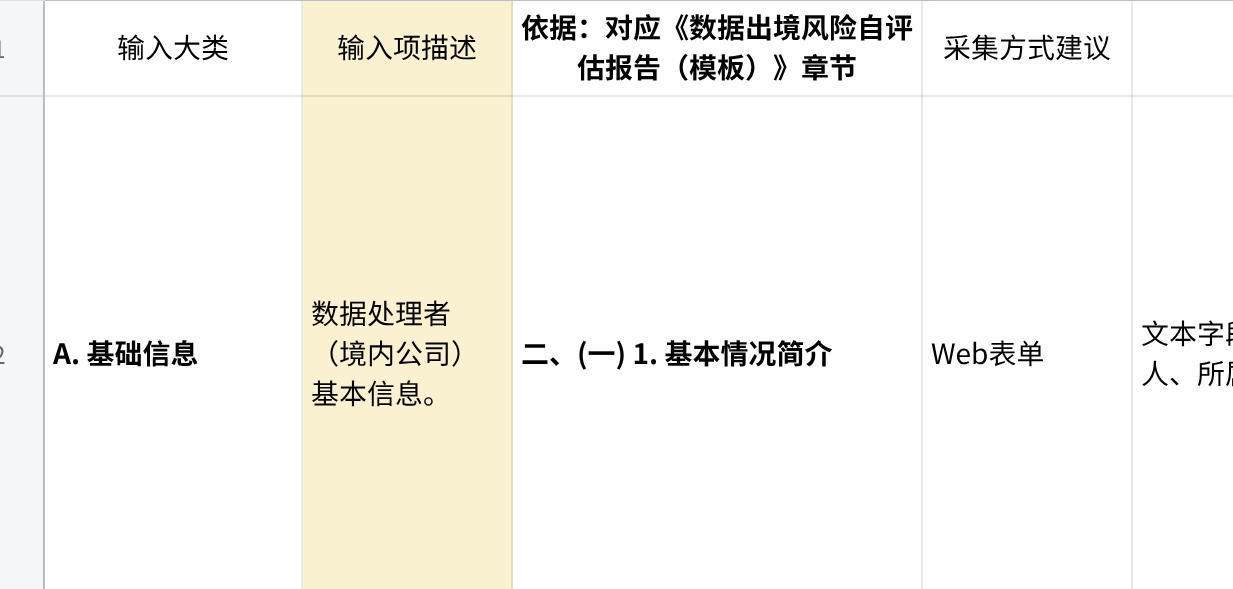 输入大类
输入项描述
依据：对应《数据出境风险自评
估报告（模板）》章节
采集方式建议
A. 基础信息
数据处理者
（境内公司）
基本信息。
二、(一) 1. 基本情况简介
Web表单
文本字
人、所